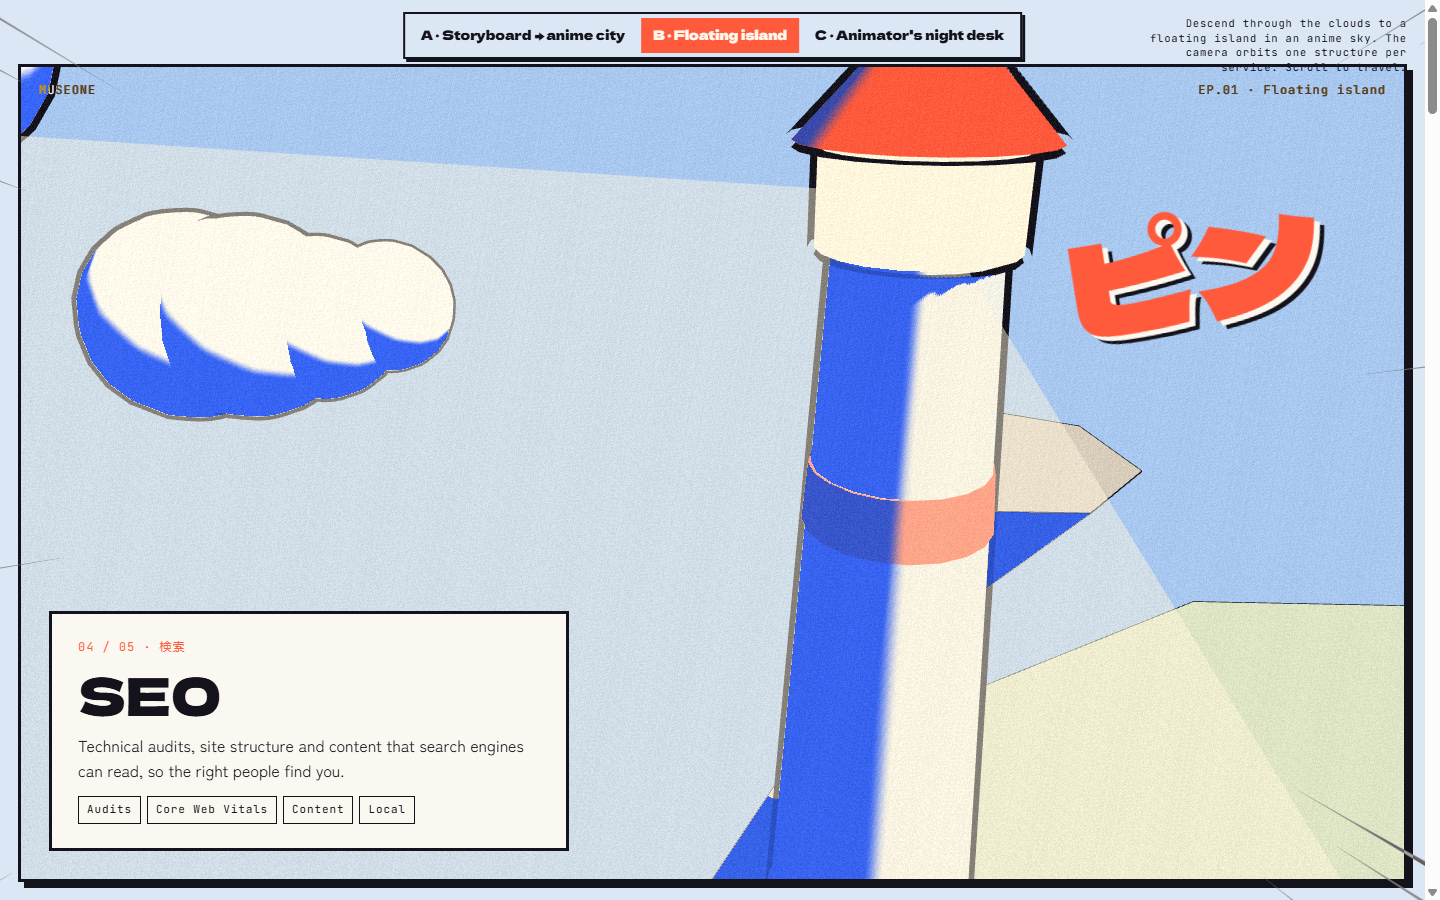 A · Storyboard → anime city
B · Floating island
C · Animator's night desk
Descend through the clouds to a
floating island in an anime sky. The
camera orbits one structure per
service. Scroll to travel.
MUSEONE
EP.01 · Floating island
ピン
04 / 05 · 検索
SEO
Technical audits, site structure and content that search engines
can read, so the right people find you.
Audits
Core Web Vitals
Content
Local